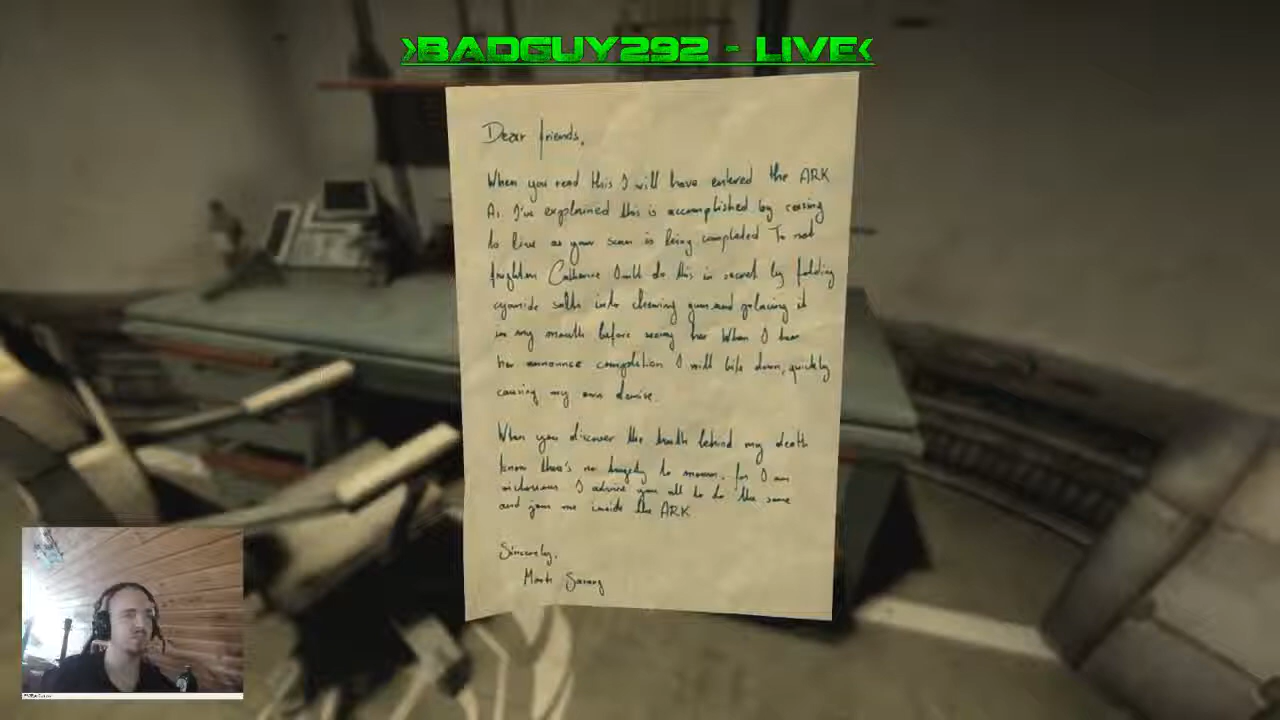 >BADGUY292 - LIVE<
Dear friends,
When you read this I will have entered the ARK
As I've explained this is accomplished by ceasing
to live as your scan is being completed To not
frighten Catherine I will do this in secret by folding
cyanide salts into chewing gum and placing it
in my mouth before seeing her When I hear
her announce completion I will bite down, quickly
causing my own demise.
When you discover the truth behind my death
know there's no tragedy to mourn, for I am
victorious I advise you all to do the same
and join me inside the ARK
Sincerely,
Mark Sarang